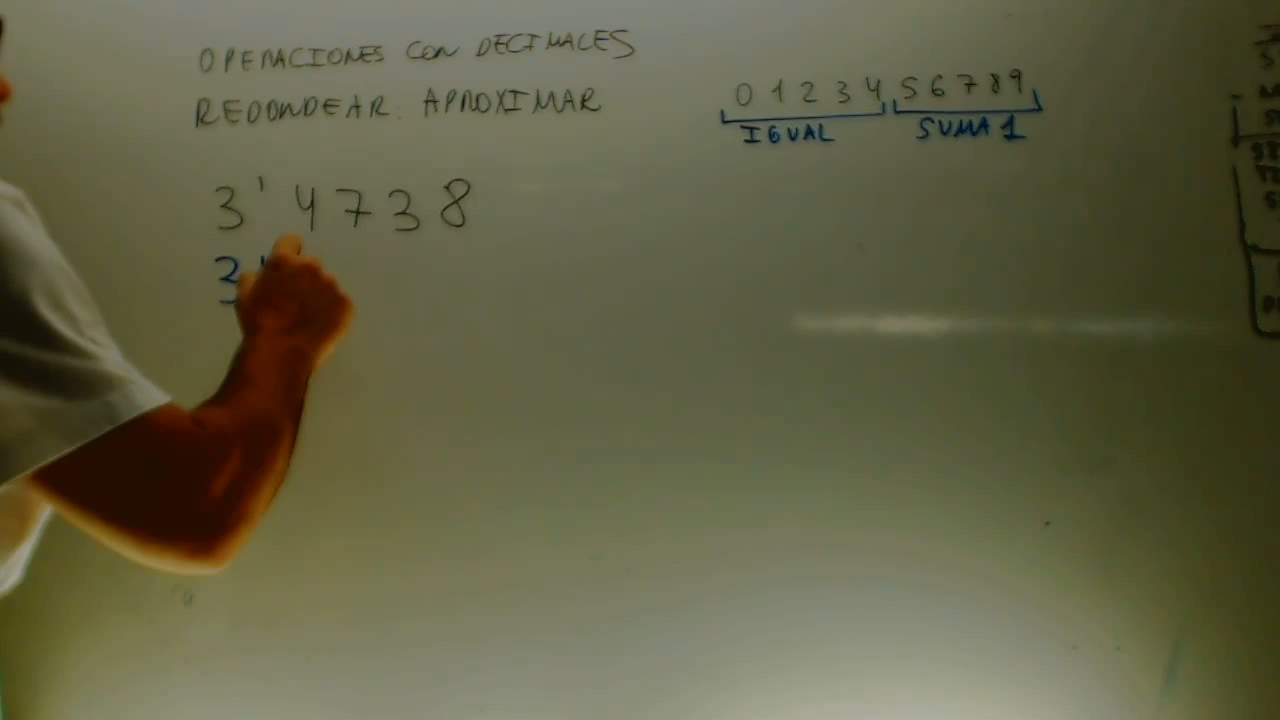 OPERACIONES CON DECIMALES
REDONDEAR: APROXIMAR
0 1 2 3 4 5 6 7 8 9
IGUAL SUMA 1
3'4738